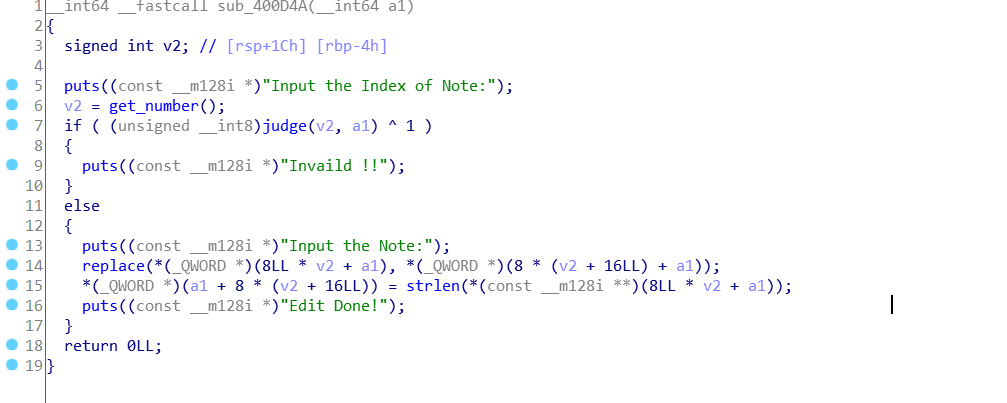 1 __int64 __fastcall sub_400D4A(__int64 a1)
2 {
3 signed int v2; // [rsp+1Ch] [rbp-4h]
4
5 puts((const __m128i *)"Input the Index of Note:");
6 v2 = get_number();
7 if ( (unsigned __int8)judge(v2, a1) ^ 1 )
8 {
9 puts((const __m128i *)"Invaild !!");
10 }
11 else
12 {
13 puts((const __m128i *)"Input the Note:");
14 replace(*(_QWORD *)(8LL * v2 + a1), *(_QWORD *)(8 * (v2 + 16LL) + a1));
15 *(_QWORD *)(a1 + 8 * (v2 + 16LL)) = strlen(*(const __m128i **)(8LL * v2 + a1));
16 puts((const __m128i *)"Edit Done!");
17 }
18 return 0LL;
19 }